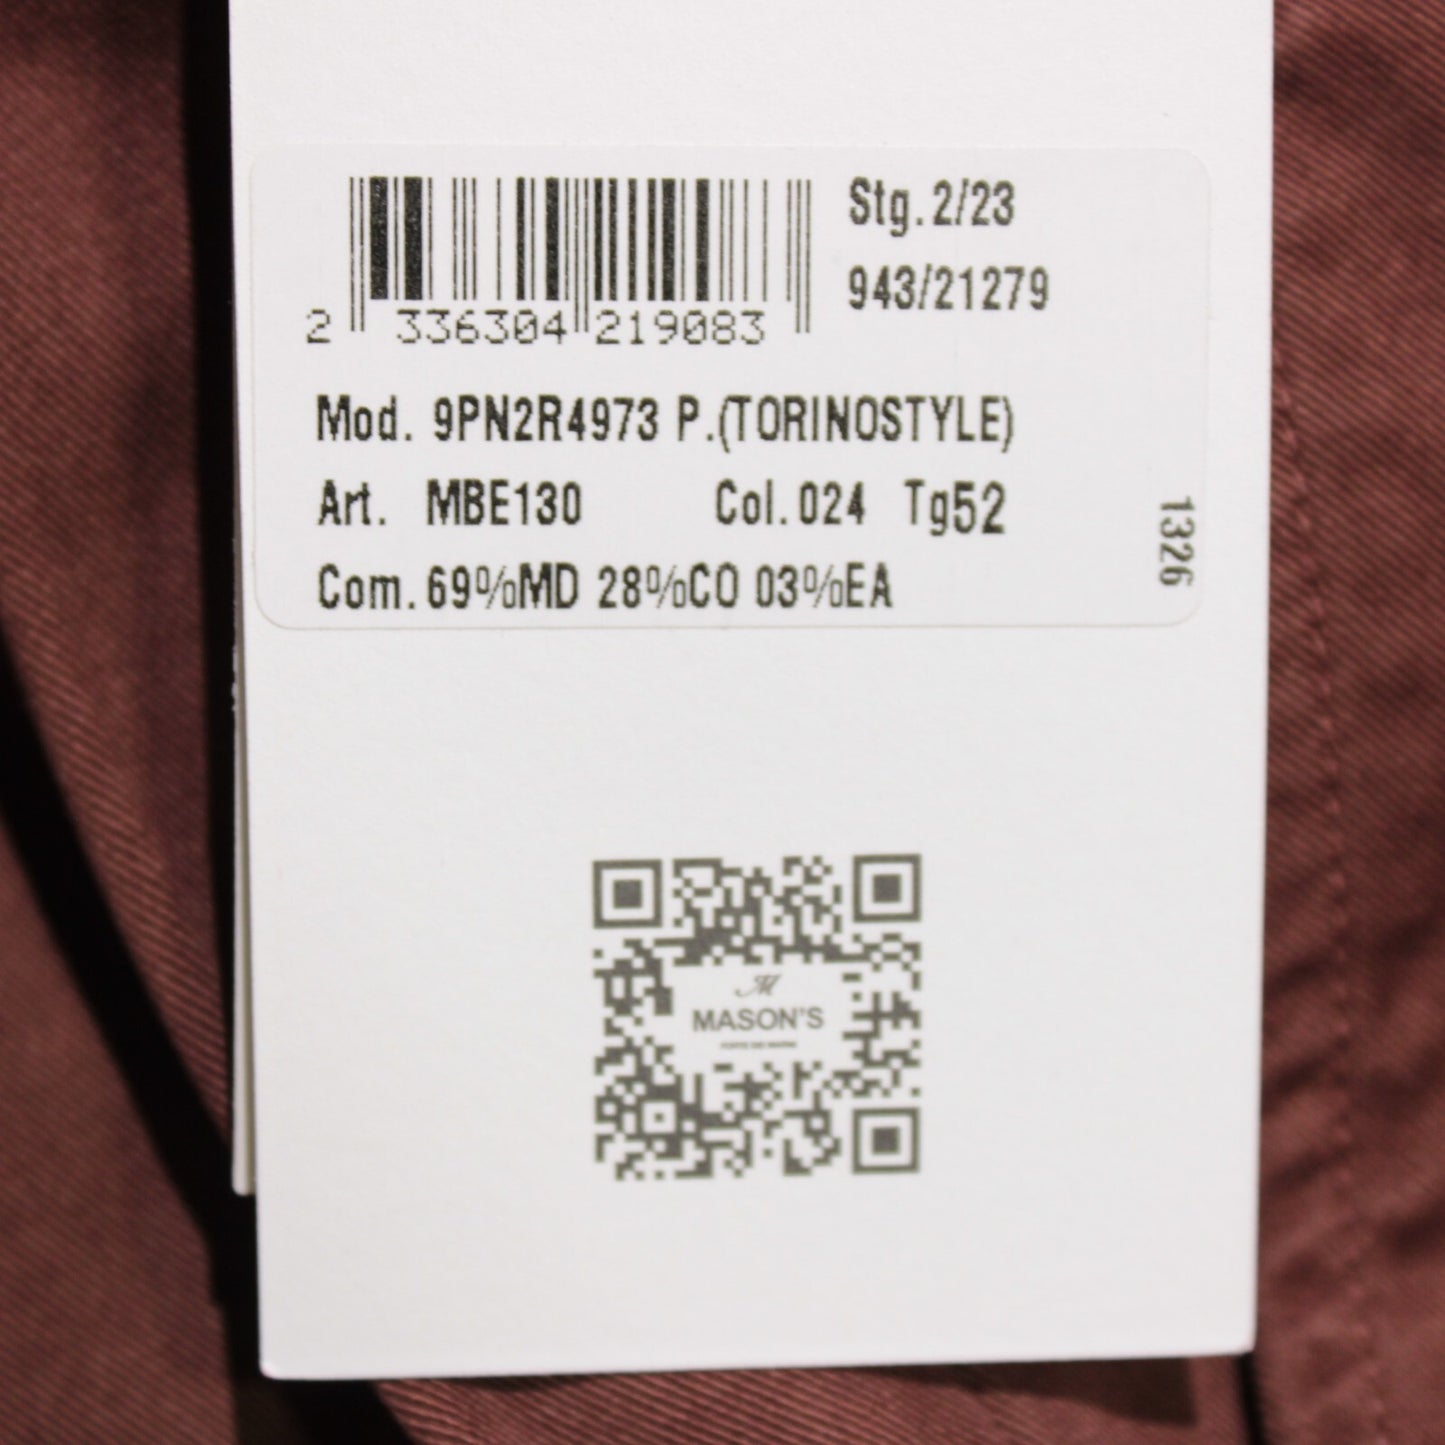 Stg.2/23
943/21279
2 336304 219083
Mod. 9PN2R4973 P.(TORINOSTYLE)
Art. MBE130 Col.024 Tg52
Com.69%MD 28%CO 03%EA
1326
M
MASON'S